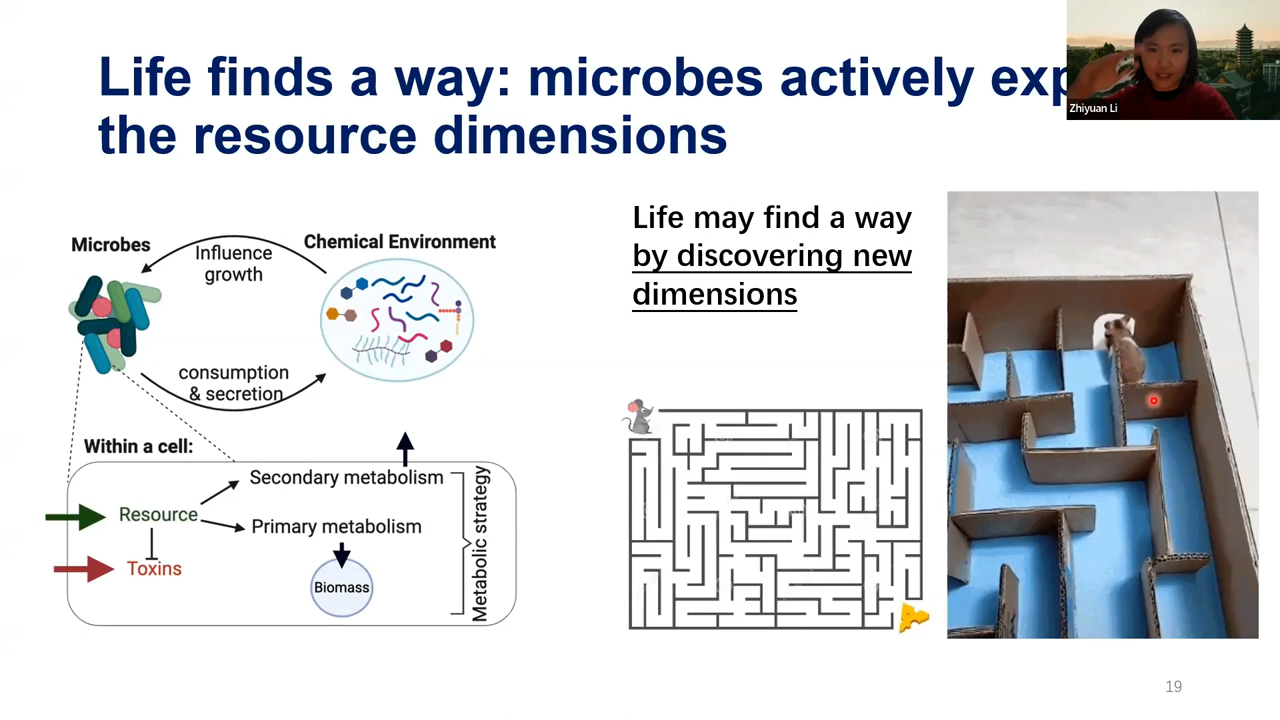 Life finds a way: microbes actively
the resource dimensions
Zhiyuan Li
Life may find a way
by discovering new
dimensions
Microbes
Influence
growth
Chemical Environment
consumption
& secretion
Within a cell:
Resource
Toxins
Secondary metabolism
Primary metabolism
Biomass
Metabolic strategy
19